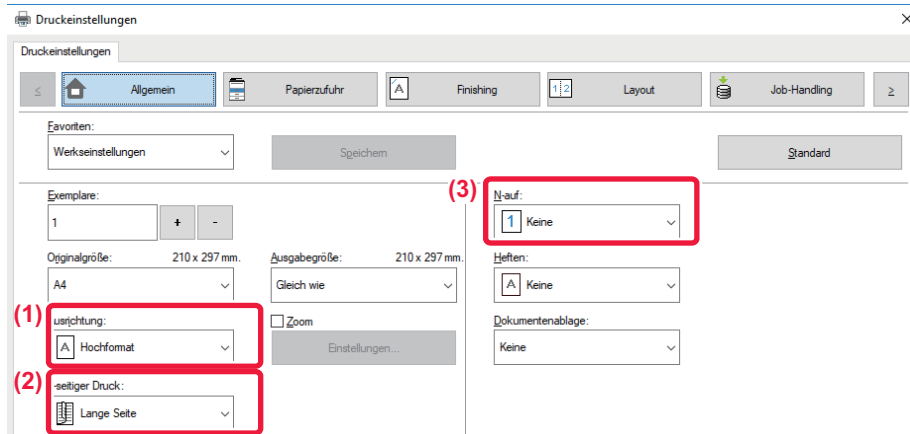 Druckeinstellungen
Druckeinstellungen
Allgemein Papierzufuhr Finishing Layout Job-Handling
Favoriten:
Werkseinstellungen Speichern Standard
Exemplare: (3) N-auf:
1 + - 1 Keine
Originalgröße: 210 x 297 mm. Ausgabegröße: 210 x 297 mm. Heften:
A4 Gleich wie A Keine
(1) usrichtung: Zoom Dokumentenablage:
A Hochformat Einstellungen... Keine
(2) -seitiger Druck:
Lange Seite